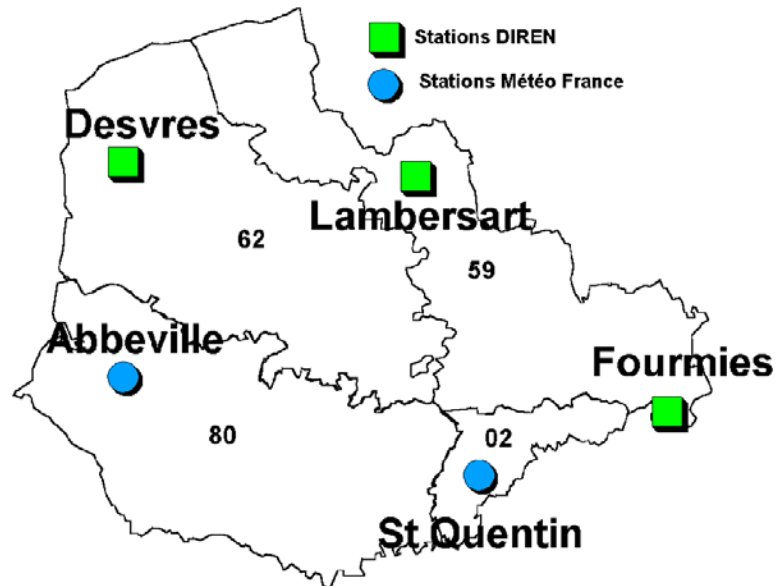 Stations DIREN
Stations Météo France
Desvres
Lambersart
62
59
Abbeville
Fourmies
80
02
St Quentin